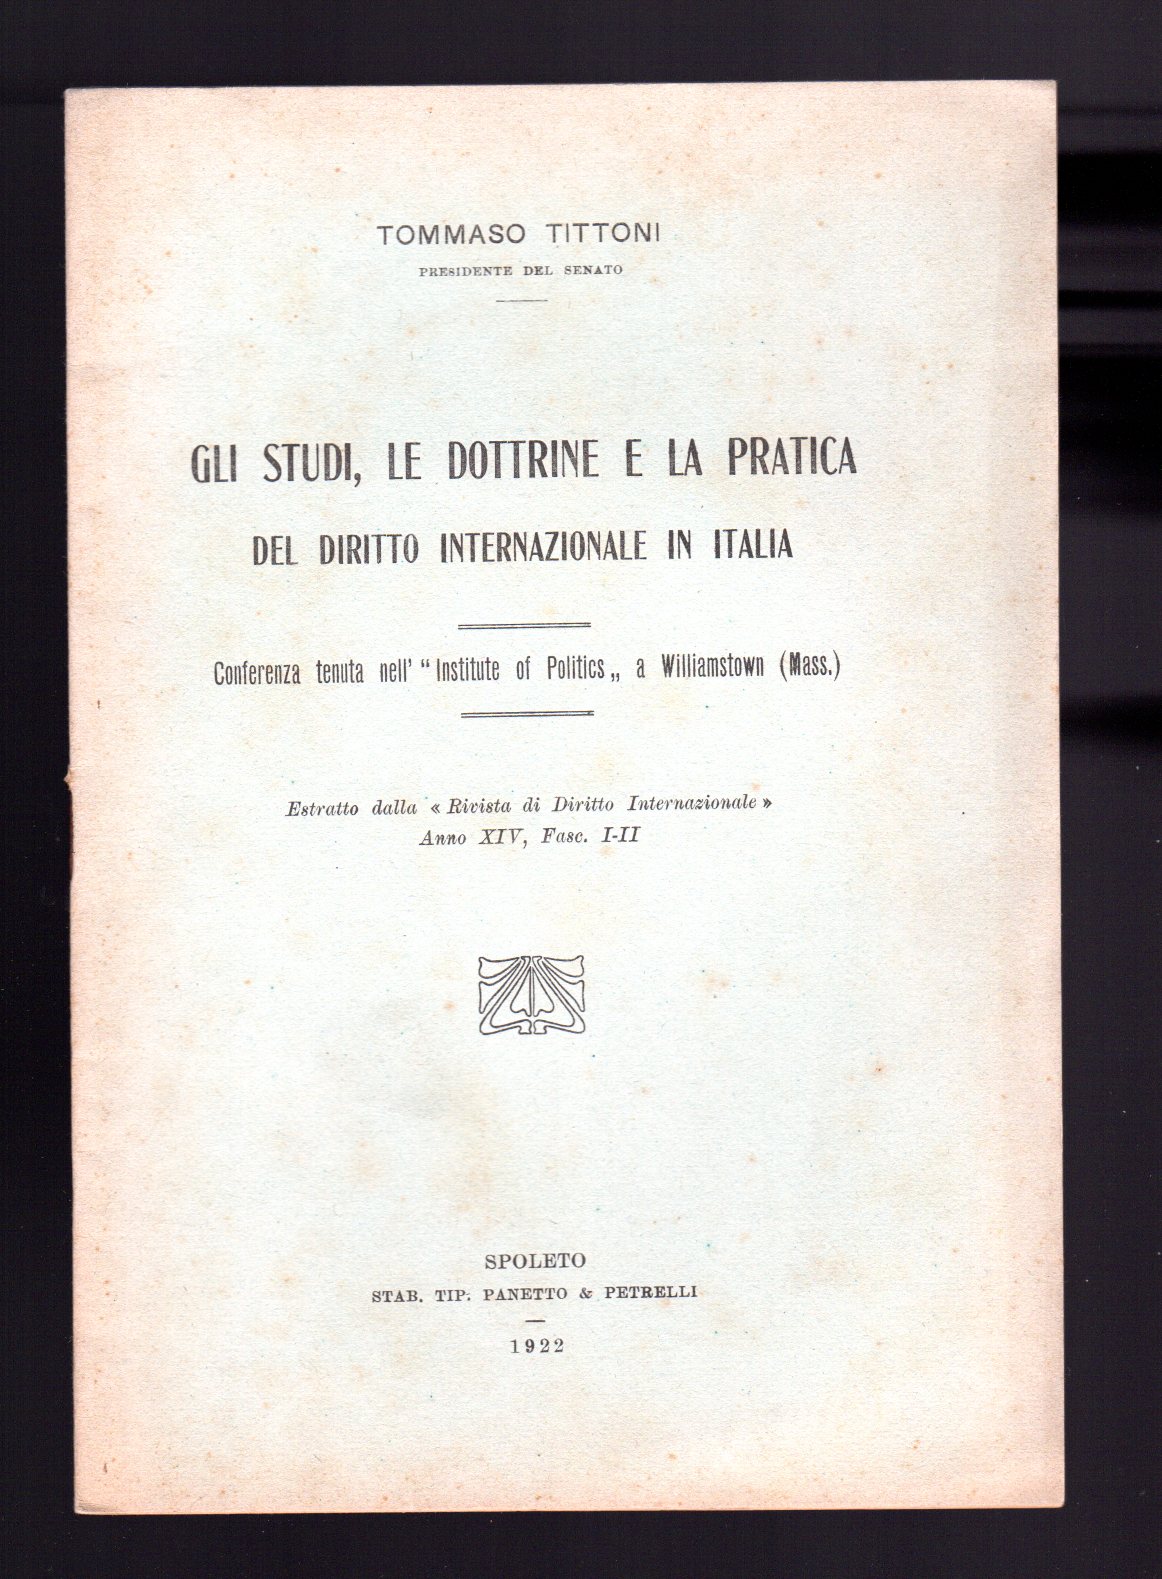 TOMMASO TITTONI
PRESIDENTE DEL SENATO
GLI STUDI, LE DOTTRINE E LA PRATICA
DEL DIRITTO INTERNAZIONALE IN ITALIA
Conferenza tenuta nell' “ Institute of Politics „ a Williamstown (Mass.)
Estratto dalla « Rivista di Diritto Internazionale »
Anno XIV, Fasc. I-II
SPOLETO
STAB. TIP. PANETTO & PETRELLI
1922